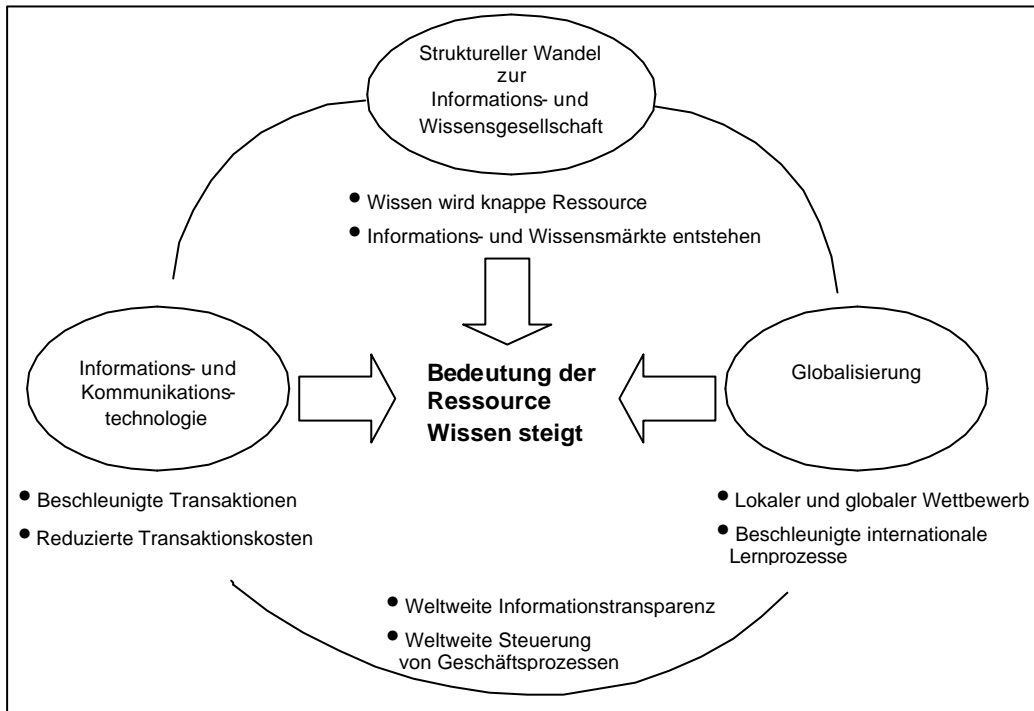 Struktureller Wandel
zur
Informations- und
Wissensgesellschaft
• Wissen wird knappe Ressource
• Informations- und Wissensmärkte entstehen
Informations- und
Kommunikations-
technologie
Bedeutung der
Ressource
Wissen steigt
Globalisierung
• Beschleunigte Transaktionen
• Reduzierte Transaktionskosten
• Lokaler und globaler Wettbewerb
• Beschleunigte internationale
Lernprozesse
• Weltweite Informationstransparenz
• Weltweite Steuerung
von Geschäftsprozessen